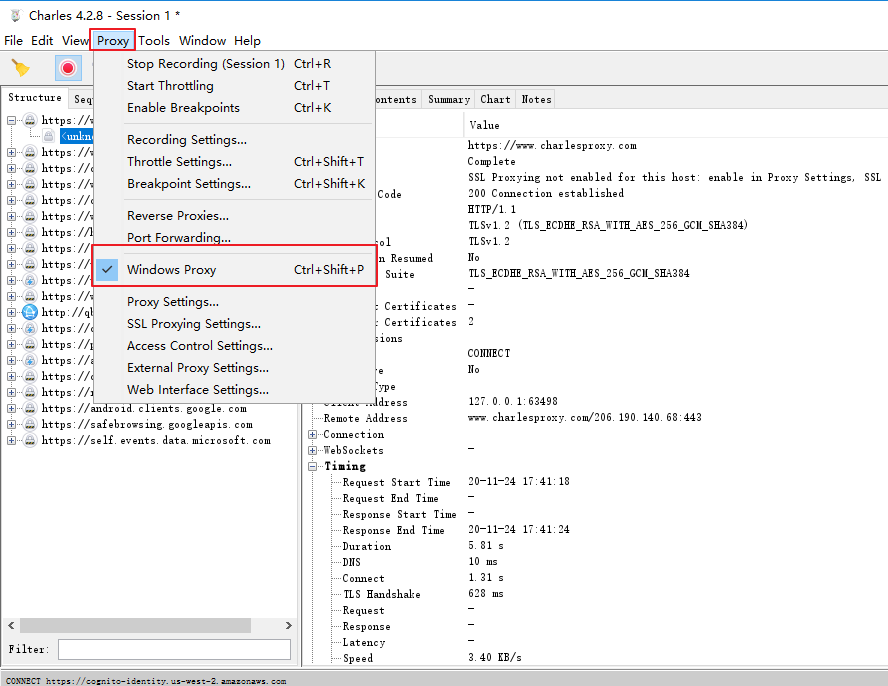 Charles 4.2.8 - Session 1 *
File Edit View Proxy Tools Window Help
Stop Recording (Session 1) Ctrl+R
Start Throttling Ctrl+T
Enable Breakpoints Ctrl+K
Recording Settings...
Throttle Settings... Ctrl+Shift+T
Breakpoint Settings... Ctrl+Shift+K
Reverse Proxies...
Port Forwarding...
Windows Proxy Ctrl+Shift+P
Proxy Settings...
SSL Proxying Settings...
Access Control Settings...
External Proxy Settings...
Web Interface Settings...
Structure Seq
https://w
<unkn
https://w
https://
https://w
https://
https://w
https://
https://
https://
https://
https://
https://w
http://q
https://
https://
https://
https://
https://
https://android.clients.google.com
https://safebrowsing.googleapis.com
https://self.events.data.microsoft.com
Filter:
ontents Summary Chart Notes
Value
https://www.charlesproxy.com
Complete
SSL Proxying not enabled for this host: enable in Proxy Settings, SSL
Code 200 Connection established
HTTP/1.1
TLSv1.2 (TLS_ECDHE_RSA_WITH_AES_256_GCM_SHA384)
ol TLSv1.2
n Resumed No
Suite TLS_ECDHE_RSA_WITH_AES_256_GCM_SHA384
—
Certificates —
r Certificates 2
sions
CONNECT
ve No
Type
Client Address 127.0.0.1:63498
Remote Address www.charlesproxy.com/206.190.140.68:443
Connection
WebSockets —
Timing
Request Start Time 20-11-24 17:41:18
Request End Time —
Response Start Time —
Response End Time 20-11-24 17:41:24
Duration 5.81 s
DNS 10 ms
Connect 1.31 s
TLS Handshake 628 ms
Request —
Response —
Latency —
Speed 3.40 KB/s
CONNECT https://cognito-identity.us-west-2.amazonaws.com